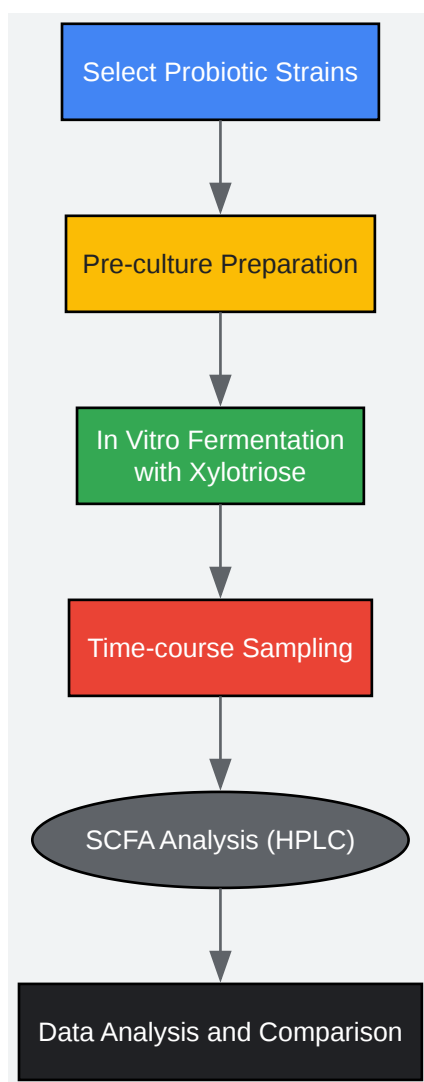 Select Probiotic Strains
Pre-culture Preparation
In Vitro Fermentation
with Xylotriose
Time-course Sampling
SCFA Analysis (HPLC)
Data Analysis and Comparison